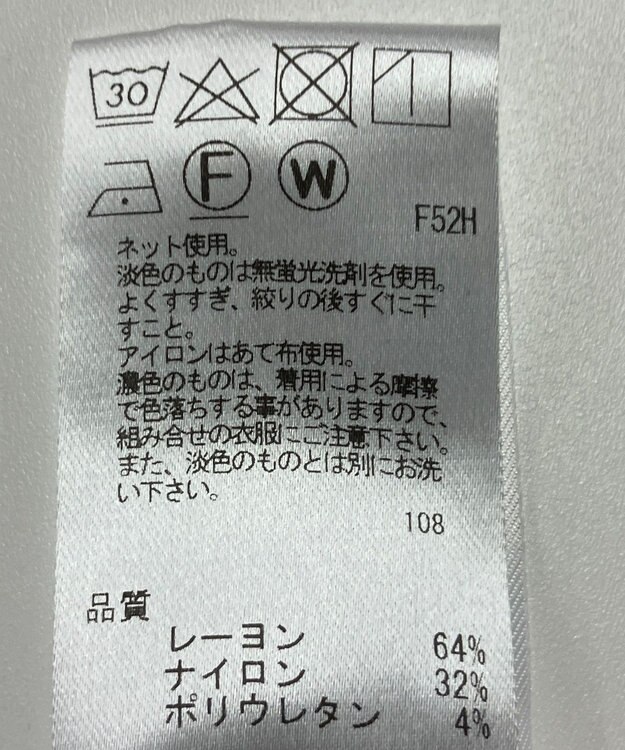 30
F W
F52H
ネット使用。
淡色のものは無蛍光洗剤を使用。
よくすすぎ、絞りの後すぐに干
すこと。
アイロンはあて布使用。
濃色のものは、着用による摩擦
で色落ちする事がありますので、
組み合せの衣服にご注意下さい。
また、淡色のものとは別にお洗
い下さい。
108
品質
レーヨン 64%
ナイロン 32%
ポリウレタン 4%